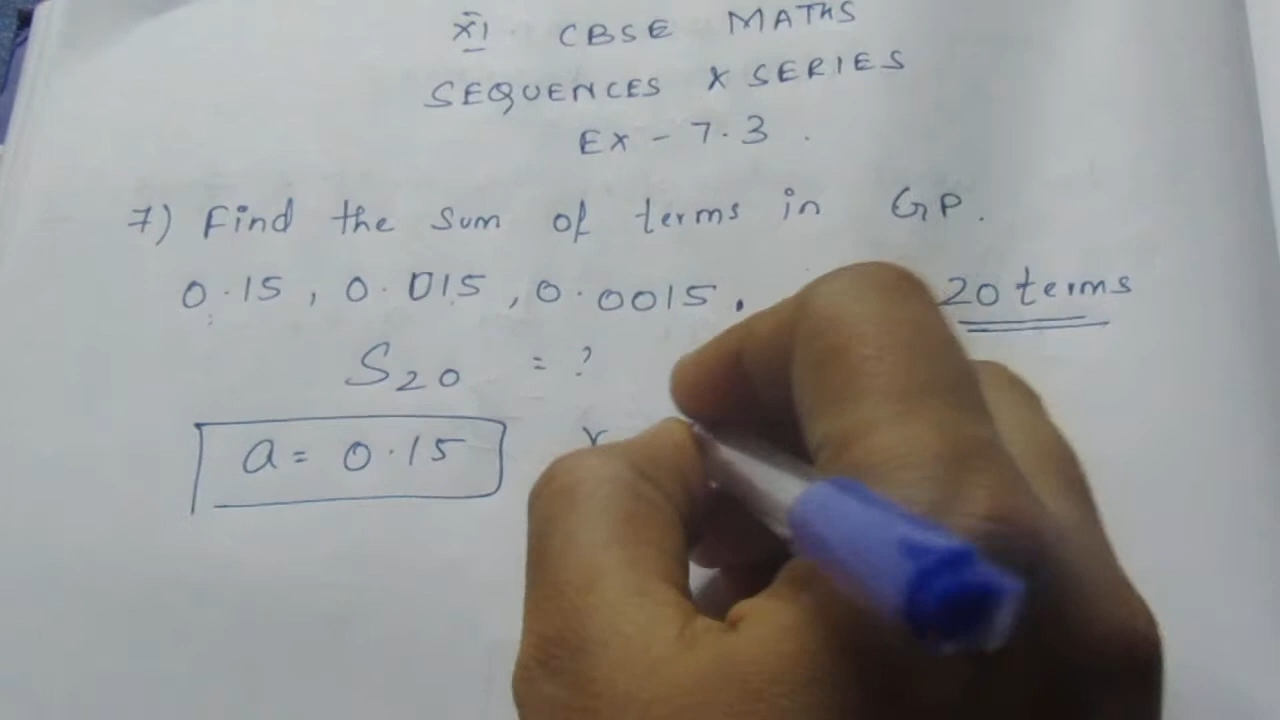 XI CBSE MATHS
SEQUENCES & SERIES
EX - 7.3 .
7) Find the sum of terms in GP.
0.15, 0.015, 0.0015. 20 terms
S20 = ?
a = 0.15 r